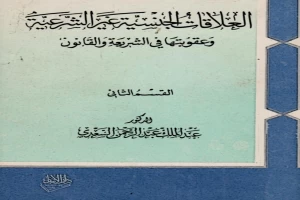 العلاقات الجنسية غير الشرعية
وعقوبتها في الشريعة والقانون
القسم الثاني
الدكتور
عبد الملك عبد الرحمن السعدي